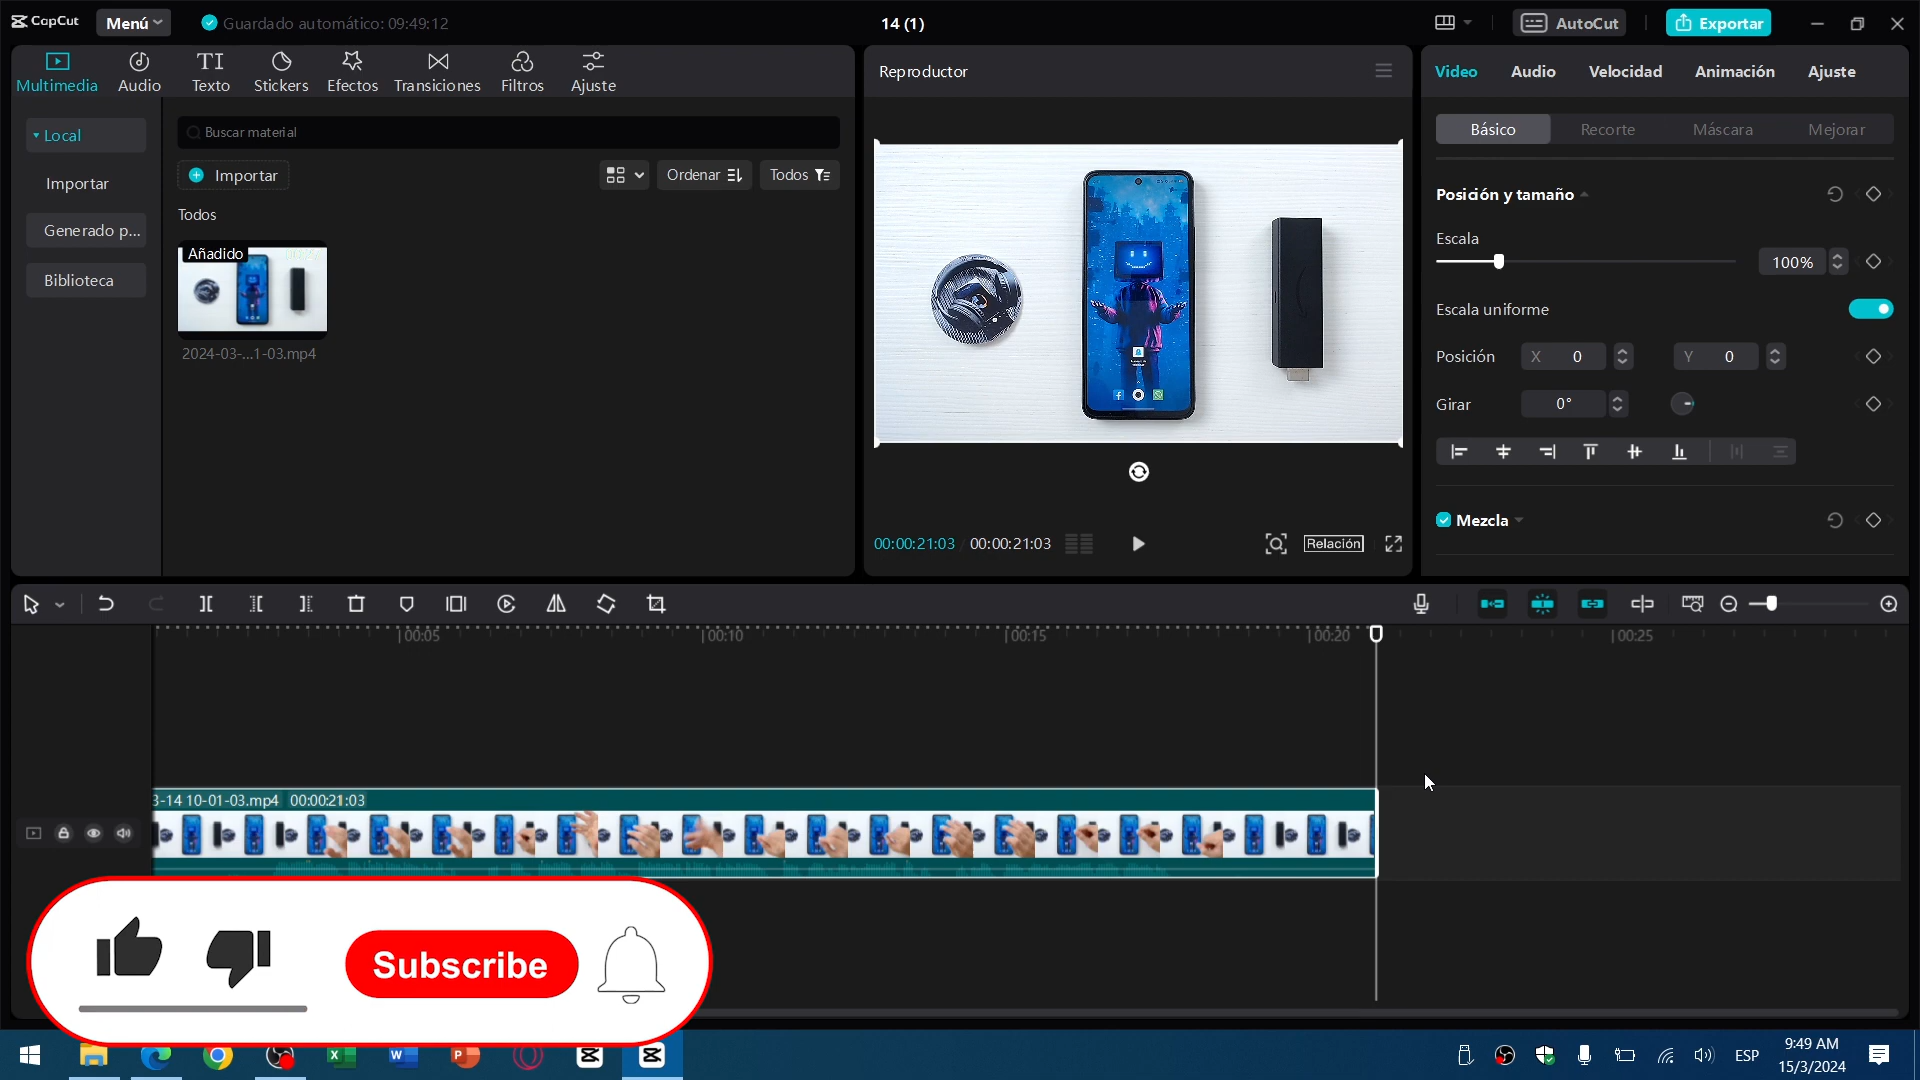 CapCut
Menú
Guardado automático: 09:49:12
14 (1)
AutoCut
Exportar
Multimedia
Audio
Texto
Stickers
Efectos
Transiciones
Filtros
Ajuste
Reproductor
Video
Audio
Velocidad
Animación
Ajuste
Local
Importar
Generado p...
Biblioteca
Buscar material
Importar
Ordenar
Todos
Todos
Añadido
2024-03-...1-03.mp4
Básico
Recorte
Máscara
Mejorar
Posición y tamaño
Escala
100%
Escala uniforme
Posición
X 0
Y 0
Girar
0°
Mezcla
00:00:21:03
00:00:21:03
Relación
00:05
00:10
00:15
00:20
00:25
3-14 10-01-03.mp4 00:00:21:03
Subscribe
ESP
9:49 AM
15/3/2024